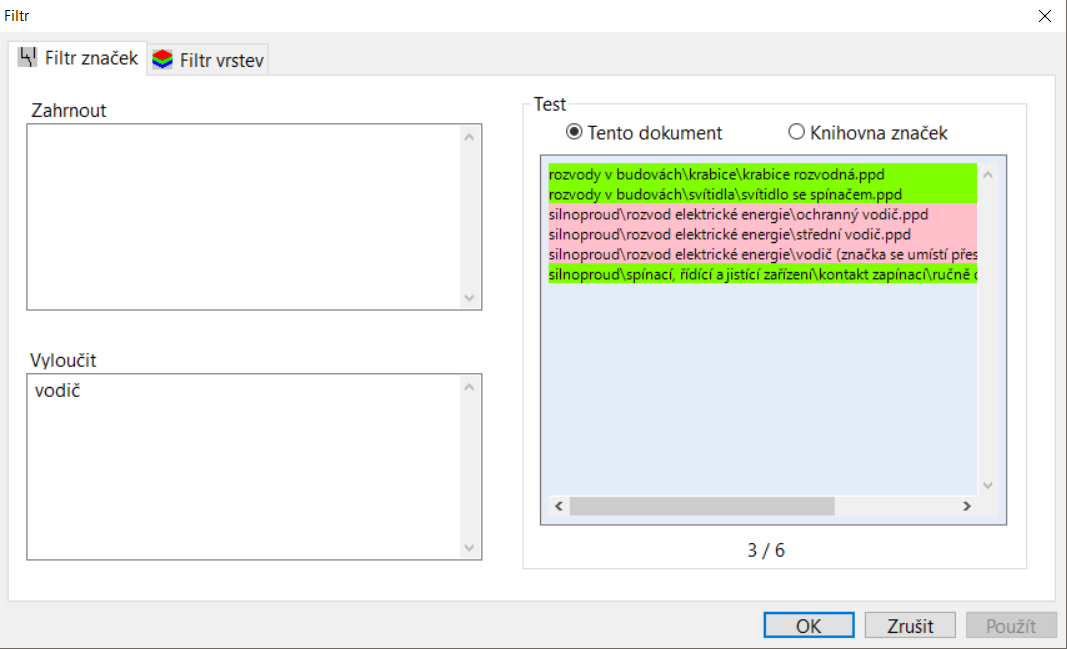 Filtr
Filtr značek
Filtr vrstev
Zahrnout
Vyloučit
vodič
Test
Tento dokument
Knihovna značek
rozvody v budovách\krabice\krabice rozvodná.ppd
rozvody v budovách\svítidla\svítidlo se spínačem.ppd
silnoproud\rozvod elektrické energie\ochranný vodič.ppd
silnoproud\rozvod elektrické energie\střední vodič.ppd
silnoproud\rozvod elektrické energie\vodič (značka se umístí přes
silnoproud\spínací, řídící a jistící zařízení\kontakt zapínací\ručně
3 / 6
OK
Zrušit
Použít